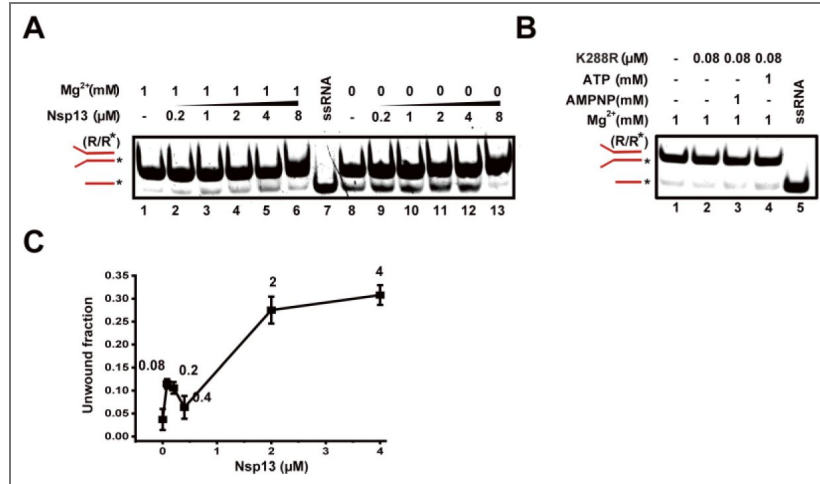 A
Mg²⁺(mM) 1 1 1 1 1 1 ssRNA 0 0 0 0 0 0
Nsp13 (µM) - 0.2 1 2 4 8 - 0.2 1 2 4 8
(R/R*)
*
*
1 2 3 4 5 6 7 8 9 10 11 12 13
B
K288R (µM) - 0.08 0.08 0.08
ATP (mM) 1
AMPNP(mM) 1
Mg²⁺(mM) 1 1 1 1 ssRNA
(R/R*)
*
*
1 2 3 4 5
C
Unwound fraction
0.35
0.30
0.25
0.20
0.15
0.10
0.05
0.00
0.08
0.2
0.4
2
4
0 1 2 3 4
Nsp13 (µM)